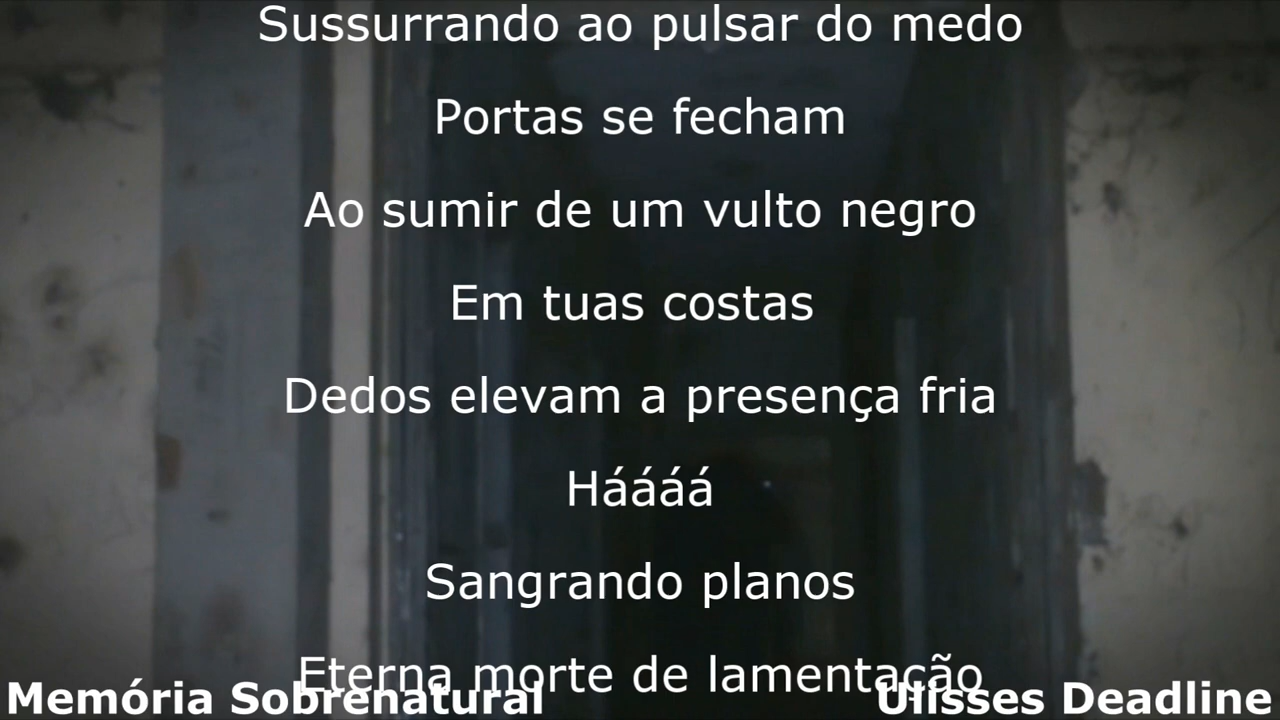 Sussurrando ao pulsar do medo
Portas se fecham
Ao sumir de um vulto negro
Em tuas costas
Dedos elevam a presença fria
Háááá
Sangrando planos
Eterna morte de lamentação
Memória Sobrenatural
Ulisses Deadline